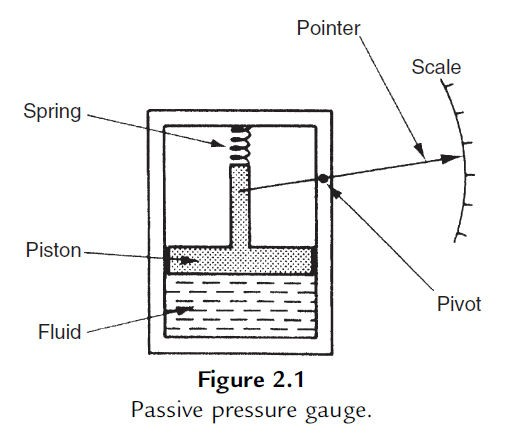 Pointer
Scale
Spring
Piston
Pivot
Fluid
Figure 2.1
Passive pressure gauge.